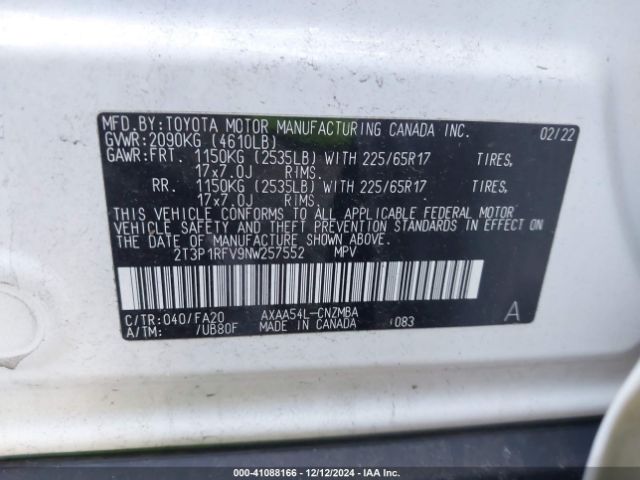 MFD. BY: TOYOTA MOTOR MANUFACTURING CANADA INC. 02/22
GVWR: 2090KG (4610LB)
GAWR: FRT. 1150KG (2535LB) WITH 225/65R17 TIRES,
17x7.0J RIMS.
RR. 1150KG (2535LB) WITH 225/65R17 TIRES,
17x7.0J RIMS.
THIS VEHICLE CONFORMS TO ALL APPLICABLE FEDERAL MOTOR
VEHICLE SAFETY AND THEFT PREVENTION STANDARDS IN EFFECT ON
THE DATE OF MANUFACTURE SHOWN ABOVE.
2T3P1RFV9NW257552 MPV
C/TR: 040/FA20 AXAA54L-CNZMBA A
A/TM: /UB80F MADE IN CANADA 083
000-41088166 • 12/12/2024 • IAA Inc.